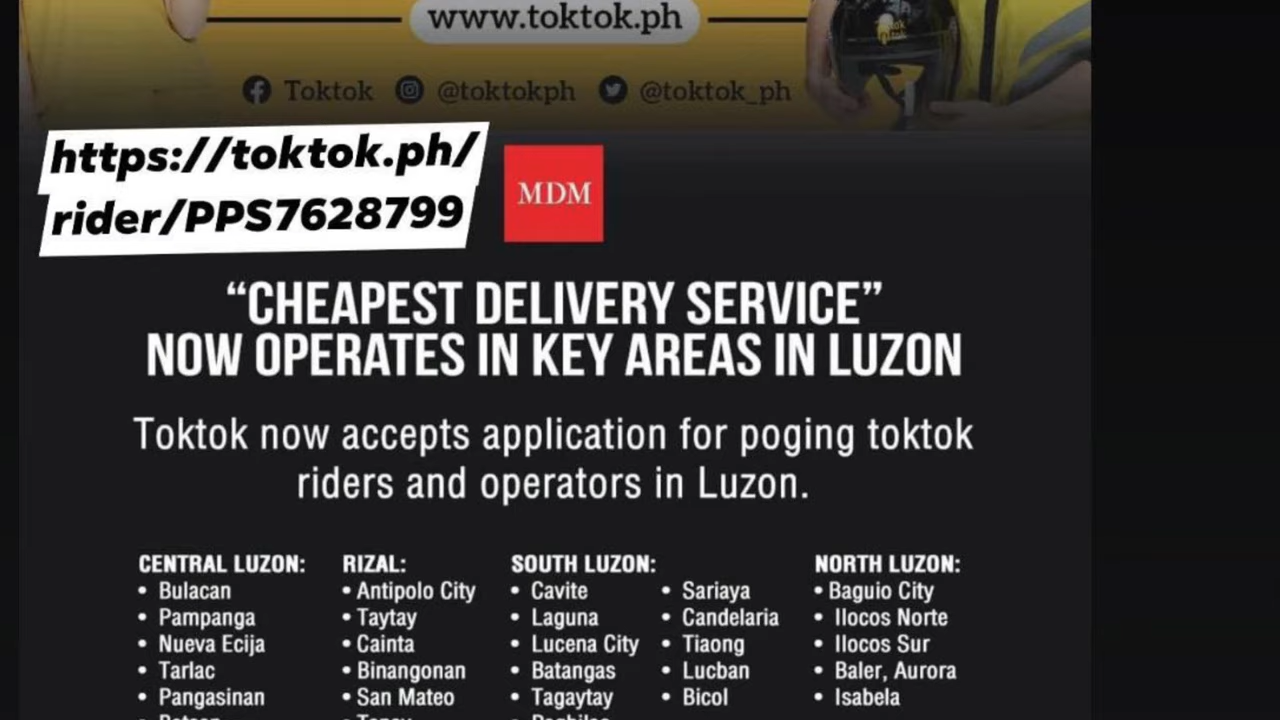 www.toktok.ph
Toktok @toktokph @toktok_ph
https://toktok.ph/
rider/PPS7628799
MDM
“CHEAPEST DELIVERY SERVICE”
NOW OPERATES IN KEY AREAS IN LUZON
Toktok now accepts application for poging toktok
riders and operators in Luzon.
CENTRAL LUZON:
• Bulacan
• Pampanga
• Nueva Ecija
• Tarlac
• Pangasinan
RIZAL:
• Antipolo City
• Taytay
• Cainta
• Binangonan
• San Mateo
SOUTH LUZON:
• Cavite
• Laguna
• Lucena City
• Batangas
• Tagaytay
• Sariaya
• Candelaria
• Tiaong
• Lucban
• Bicol
NORTH LUZON:
• Baguio City
• Ilocos Norte
• Ilocos Sur
• Baler, Aurora
• Isabela